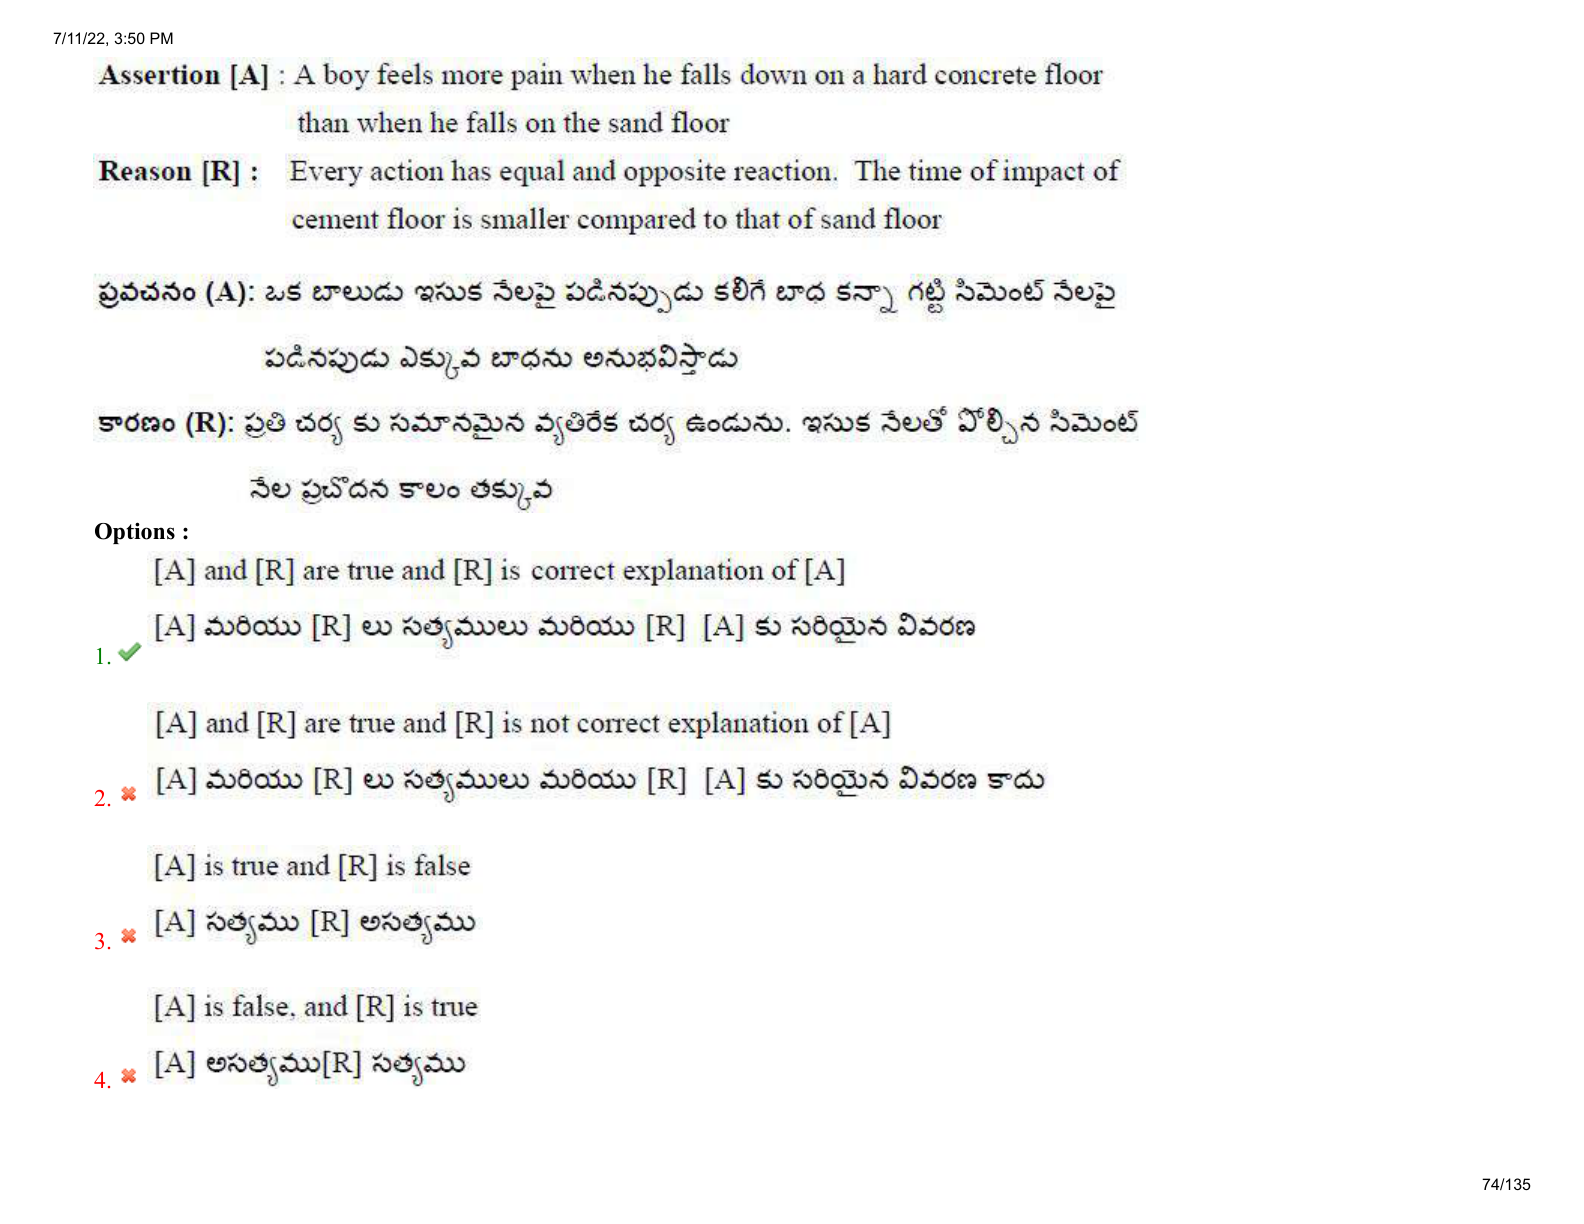 7/11/22, 3:50 PM
Assertion [A] : A boy feels more pain when he falls down on a hard concrete floor
than when he falls on the sand floor
Reason [R] : Every action has equal and opposite reaction. The time of impact of
cement floor is smaller compared to that of sand floor
ప్రవచనం (A): ఒక బాలుడు ఇసుక నేలపై పడినప్పుడు కలిగే బాధ కన్నా గట్టి సిమెంట్ నేలపై
పడినపుడు ఎక్కువ బాధను అనుభవిస్తాడు
కారణం (R): ప్రతి చర్య కు సమానమైన వ్యతిరేక చర్య ఉండును. ఇసుక నేలతో పోల్చిన సిమెంట్
నేల ప్రచొదన కాలం తక్కువ
Options :
[A] and [R] are true and [R] is correct explanation of [A]
[A] మరియు [R] లు సత్యములు మరియు [R] [A] కు సరియైన వివరణ
1.
[A] and [R] are true and [R] is not correct explanation of [A]
[A] మరియు [R] లు సత్యములు మరియు [R] [A] కు సరియైన వివరణ కాదు
2.
[A] is true and [R] is false
[A] సత్యము [R] అసత్యము
3.
[A] is false, and [R] is true
[A] అసత్యము[R] సత్యము
4.
74/135